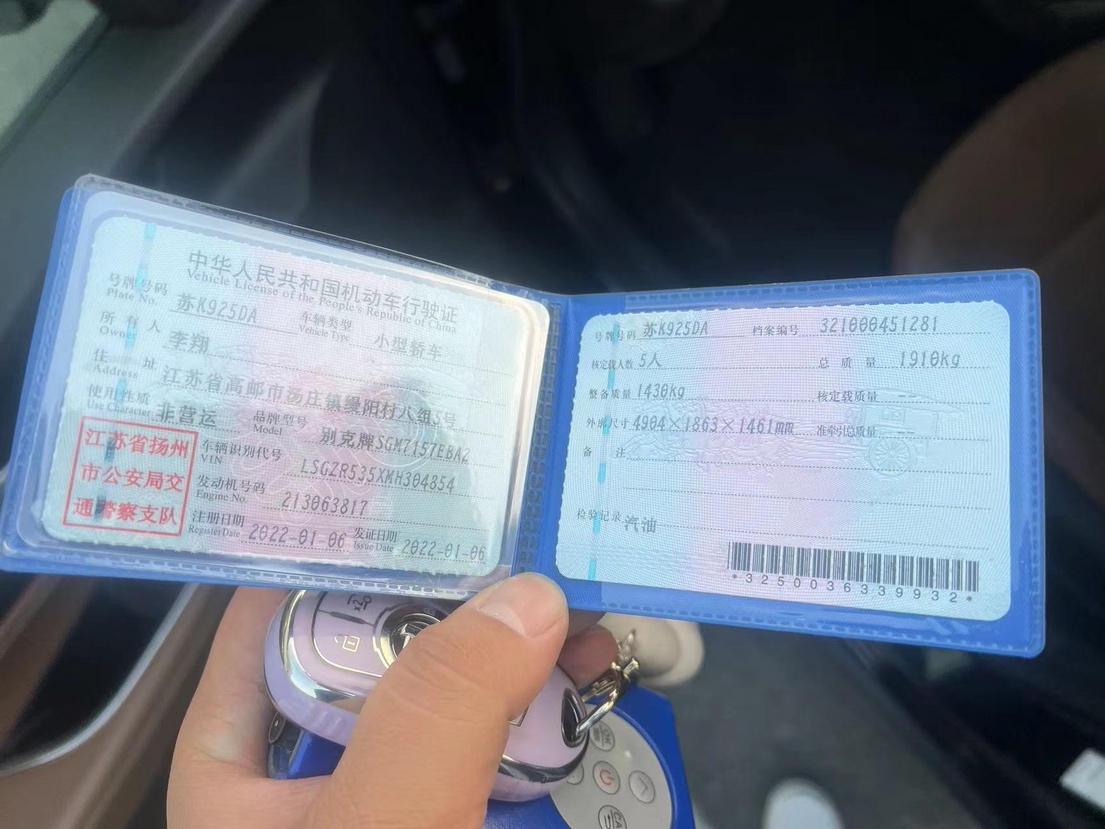 中华人民共和国机动车行驶证
Vehicle License of the People's Republic of China
号牌号码 苏K925DA 车辆类型 小型轿车
Plate No. Vehicle Type
所有人 李翔
Owner
住址 江苏省高邮市汤庄镇缦阳村八组5号
Address
使用性质 非营运 品牌型号 别克牌SGM7157EBA2
Use Character Model
江苏省扬州
市公安局交
通警察支队
车辆识别代号 LSGZR535XMH304854
VIN
发动机号码 213063817
Engine No.
注册日期 2022-01-06 发证日期 2022-01-06
Register Date Issue Date
号牌号码 苏K925DA 档案编号 321000451281
核定载人数 5人 总质量 1910kg
整备质量 1430kg 核定载质量
外廓尺寸 4904×1863×1461mm 准牵引总质量
备注
检验记录 汽油
*3250036339932*